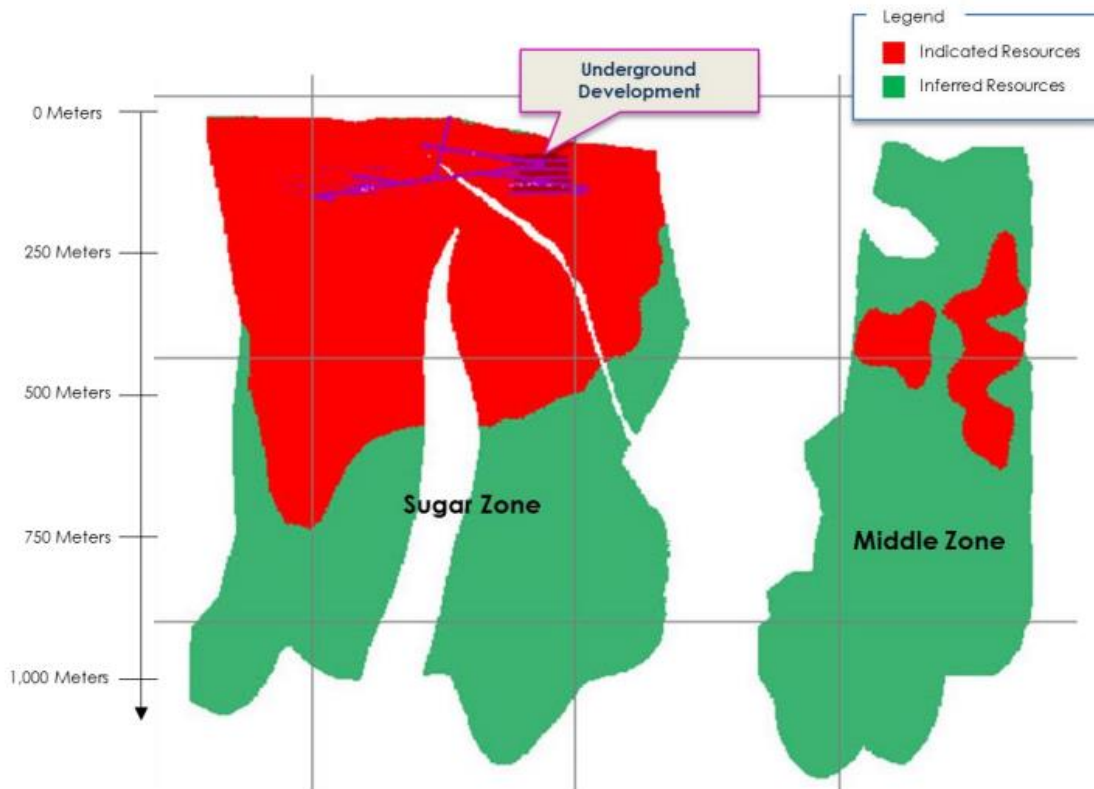 Legend
Indicated Resources
Inferred Resources
Underground
Development
0 Meters
250 Meters
500 Meters
750 Meters
1,000 Meters
Sugar Zone
Middle Zone